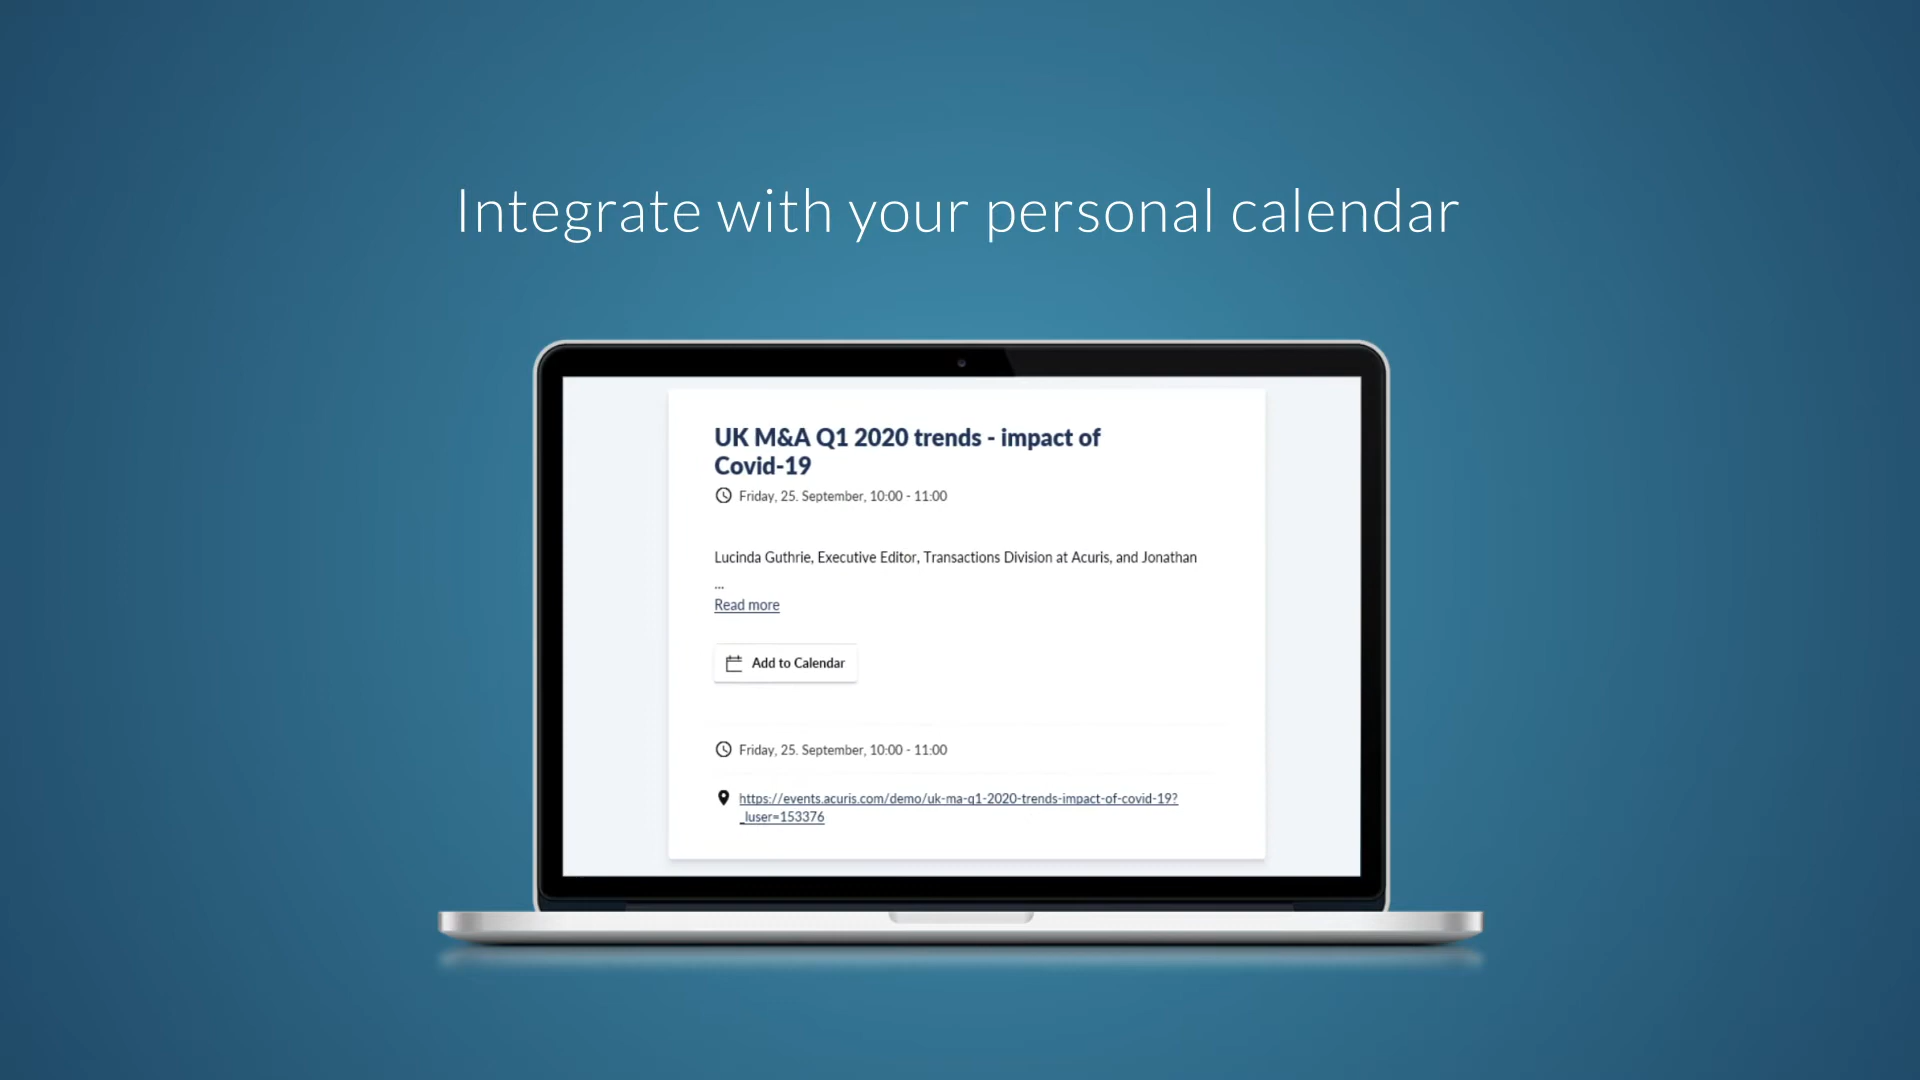 Integrate with your personal calendar
UK M&A Q1 2020 trends - impact of
Covid-19
Friday, 25. September, 10:00 - 11:00
Lucinda Guthrie, Executive Editor, Transactions Division at Acuris, and Jonathan
...
Read more
Add to Calendar
Friday, 25. September, 10:00 - 11:00
https://events.acuris.com/demo/uk-ma-q1-2020-trends-impact-of-covid-19?
_luser=153376